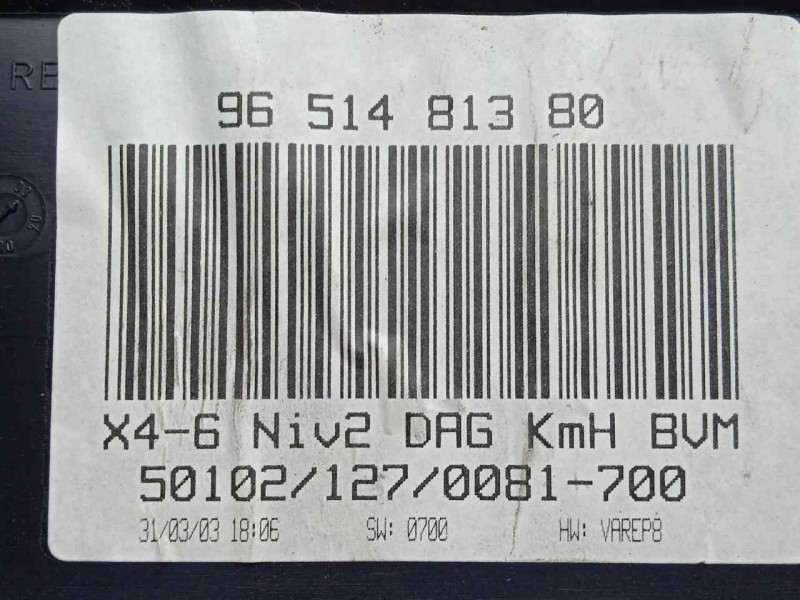 RE
96 514 813 80
X4-6 Niv2 DAG KmH BVM
50102/127/0081-700
31/03/03 18:06 SW: 0700 HW: VAREP8